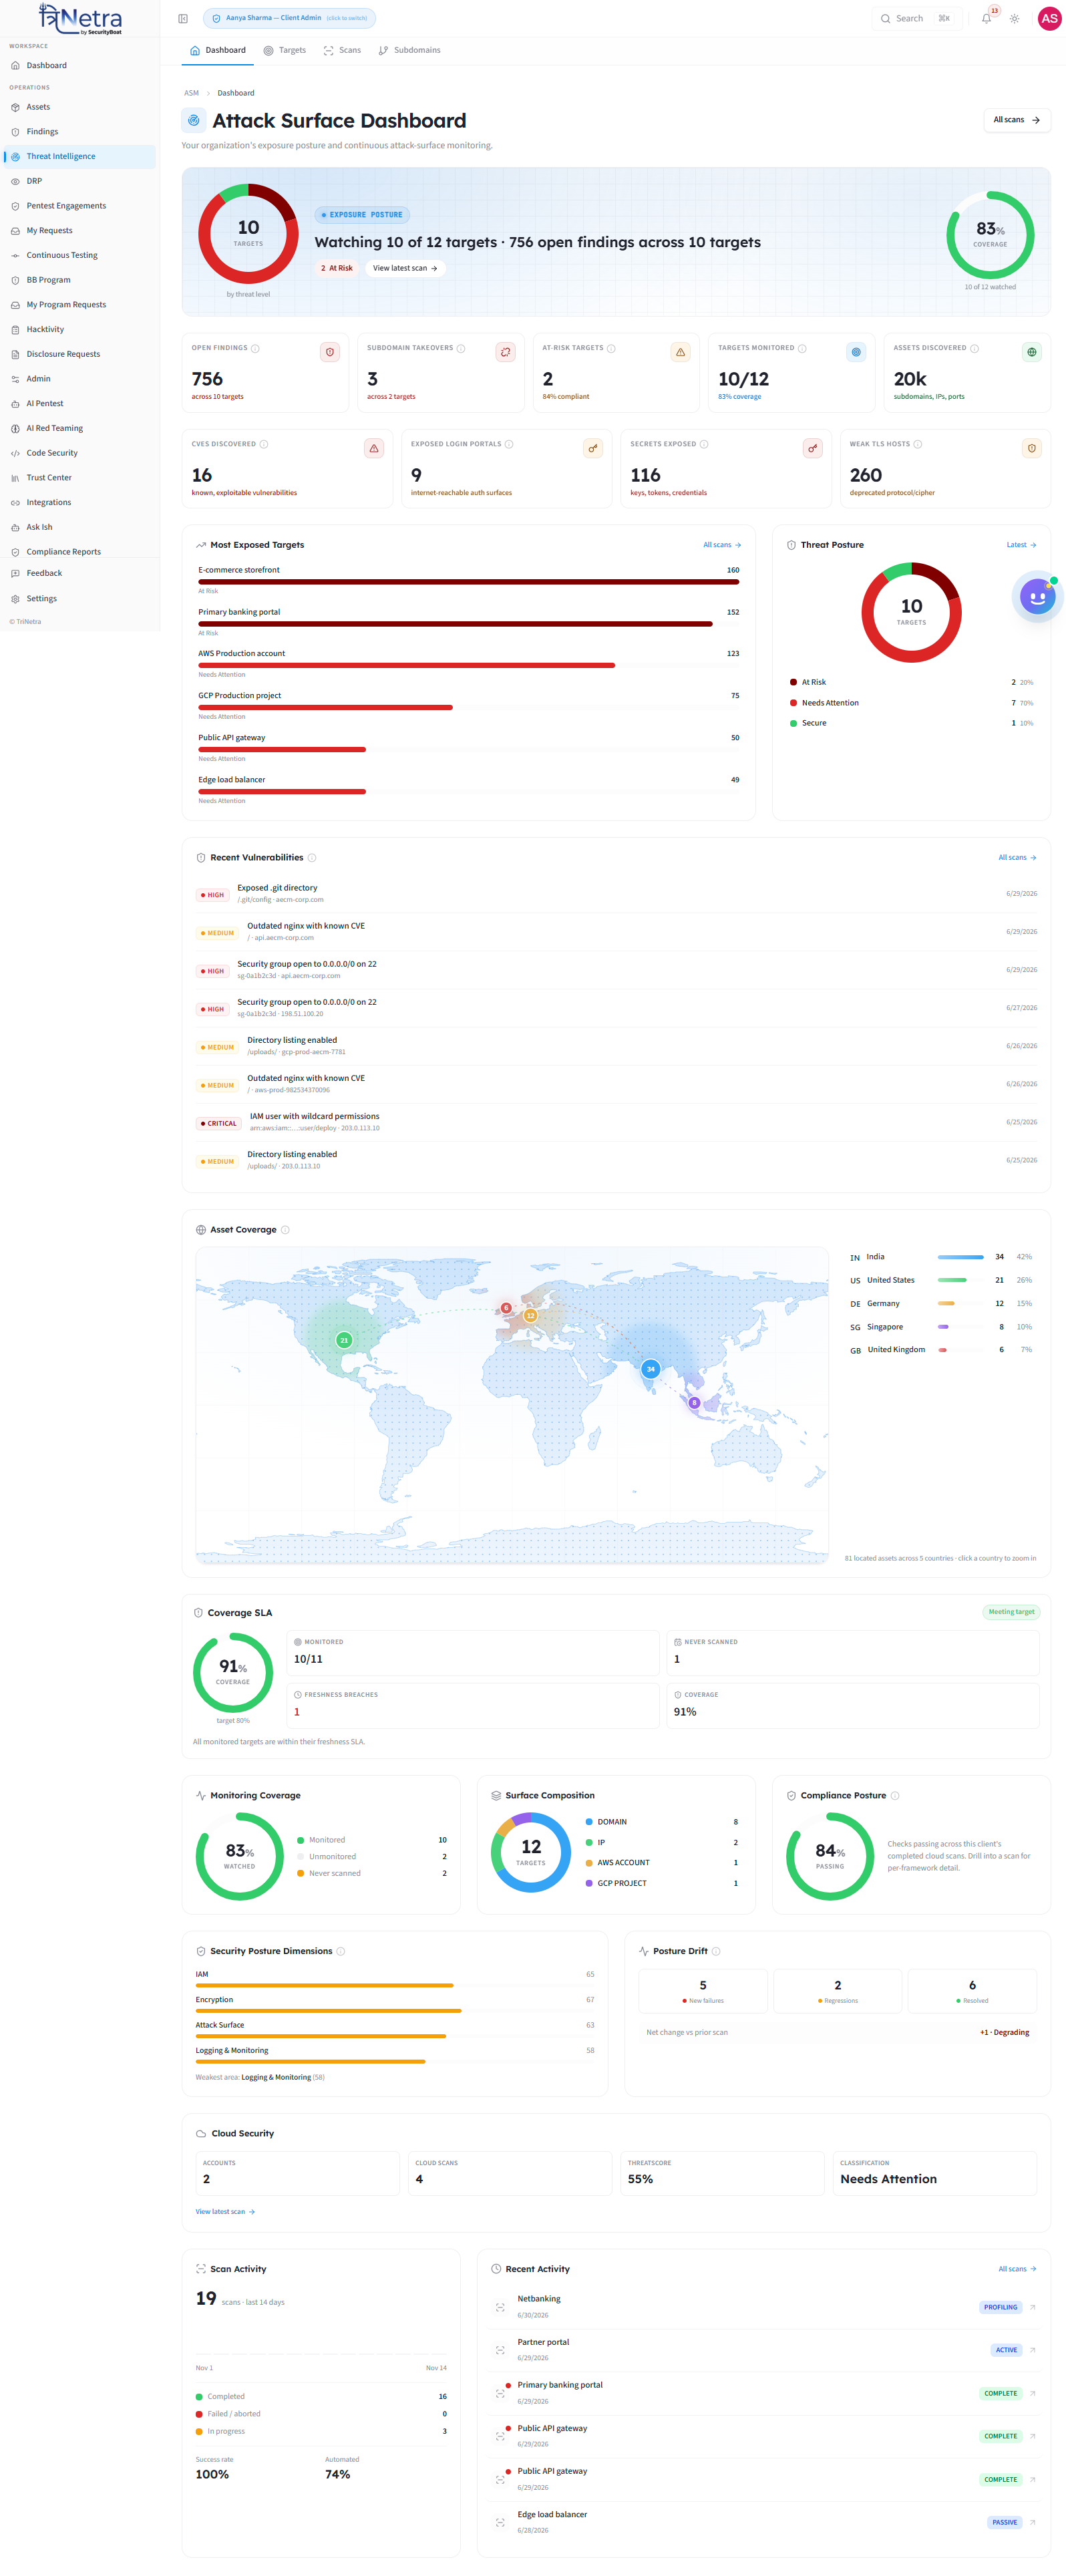 त्रिNetra
by SecurityBoat
WORKSPACE
Dashboard
OPERATIONS
Assets
Findings
Threat Intelligence
DRP
Pentest Engagements
My Requests
Continuous Testing
BB Program
My Program Requests
Hacktivity
Disclosure Requests
Admin
AI Pentest
AI Red Teaming
Code Security
Trust Center
Integrations
Ask Ish
Compliance Reports
Feedback
Settings
© TriNetra
Aanya Sharma — Client Admin (click to switch)
Search ⌘K
13
AS
Dashboard Targets Scans Subdomains
ASM > Dashboard
Attack Surface Dashboard
All scans →
Your organization's exposure posture and continuous attack-surface monitoring.
10
TARGETS
by threat level
EXPOSURE POSTURE
Watching 10 of 12 targets · 756 open findings across 10 targets
2 At Risk View latest scan →
83%
COVERAGE
10 of 12 watched
OPEN FINDINGS
756
across 10 targets
SUBDOMAIN TAKEOVERS
3
across 2 targets
AT-RISK TARGETS
2
84% compliant
TARGETS MONITORED
10/12
83% coverage
ASSETS DISCOVERED
20k
subdomains, IPs, ports
CVES DISCOVERED
16
known, exploitable vulnerabilities
EXPOSED LOGIN PORTALS
9
internet-reachable auth surfaces
SECRETS EXPOSED
116
keys, tokens, credentials
WEAK TLS HOSTS
260
deprecated protocol/cipher
Most Exposed Targets All scans →
E-commerce storefront 160
At Risk
Primary banking portal 152
At Risk
AWS Production account 123
Needs Attention
GCP Production project 75
Needs Attention
Public API gateway 50
Needs Attention
Edge load balancer 49
Needs Attention
Threat Posture Latest →
10
TARGETS
At Risk 2 20%
Needs Attention 7 70%
Secure 1 10%
Recent Vulnerabilities All scans →
HIGH Exposed .git directory 6/29/2026
/.git/config · aecm-corp.com
MEDIUM Outdated nginx with known CVE 6/29/2026
/ · api.aecm-corp.com
HIGH Security group open to 0.0.0.0/0 on 22 6/29/2026
sg-0a1b2c3d · api.aecm-corp.com
HIGH Security group open to 0.0.0.0/0 on 22 6/27/2026
sg-0a1b2c3d · 198.51.100.20
MEDIUM Directory listing enabled 6/26/2026
/uploads/ · gcp-prod-aecm-7781
MEDIUM Outdated nginx with known CVE 6/26/2026
/ · aws-prod-982534370096
CRITICAL IAM user with wildcard permissions 6/25/2026
arn:aws:iam::…:user/deploy · 203.0.113.10
MEDIUM Directory listing enabled 6/25/2026
/uploads/ · 203.0.113.10
Asset Coverage
21
6
12
34
8
IN India 34 42%
US United States 21 26%
DE Germany 12 15%
SG Singapore 8 10%
GB United Kingdom 6 7%
81 located assets across 5 countries · click a country to zoom in
Coverage SLA Meeting target
91%
COVERAGE
target 80%
MONITORED
10/11
NEVER SCANNED
1
FRESHNESS BREACHES
1
COVERAGE
91%
All monitored targets are within their freshness SLA.
Monitoring Coverage
83%
WATCHED
Monitored 10
Unmonitored 2
Never scanned 2
Surface Composition
12
TARGETS
DOMAIN 8
IP 2
AWS ACCOUNT 1
GCP PROJECT 1
Compliance Posture
84%
PASSING
Checks passing across this client's
completed cloud scans. Drill into a scan for
per-framework detail.
Security Posture Dimensions
IAM 65
Encryption 67
Attack Surface 63
Logging & Monitoring 58
Weakest area: Logging & Monitoring (58)
Posture Drift
5
New failures
2
Regressions
6
Resolved
Net change vs prior scan +1 · Degrading
Cloud Security
ACCOUNTS
2
CLOUD SCANS
4
THREATSCORE
55%
CLASSIFICATION
Needs Attention
View latest scan →
Scan Activity
19 scans · last 14 days
Nov 1 Nov 14
Completed 16
Failed / aborted 0
In progress 3
Success rate
100%
Automated
74%
Recent Activity All scans →
Netbanking PROFILING
6/30/2026
Partner portal ACTIVE
6/29/2026
Primary banking portal COMPLETE
6/29/2026
Public API gateway COMPLETE
6/29/2026
Public API gateway COMPLETE
6/29/2026
Edge load balancer PASSIVE
6/28/2026